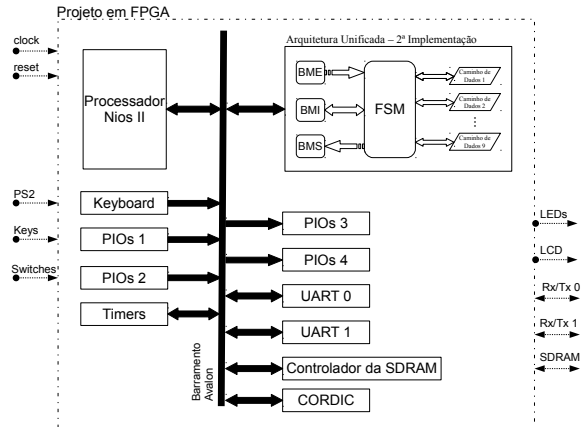 Projeto em FPGA
clock
reset
Processador
Nios II
Arquitetura Unificada – 2ª Implementação
BME
BMI
BMS
FSM
Caminho de
Dados 1
Caminho de
Dados 2
Caminho de
Dados 9
PS2
Keys
Switches
Keyboard
PIOs 1
PIOs 2
Timers
Barramento
Avalon
PIOs 3
PIOs 4
UART 0
UART 1
Controlador da SDRAM
CORDIC
LEDs
LCD
Rx/Tx 0
Rx/Tx 1
SDRAM